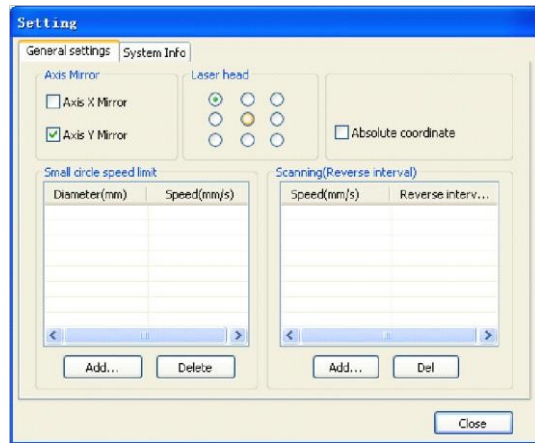 Setting
General settings System Info
Axis Mirror Laser head
Axis X Mirror
Axis Y Mirror Absolute coordinate
Small circle speed limit Scanning(Reverse interval)
Diameter(mm) Speed(mm/s) Speed(mm/s) Reverse interv...
Add... Delete Add... Del
Close